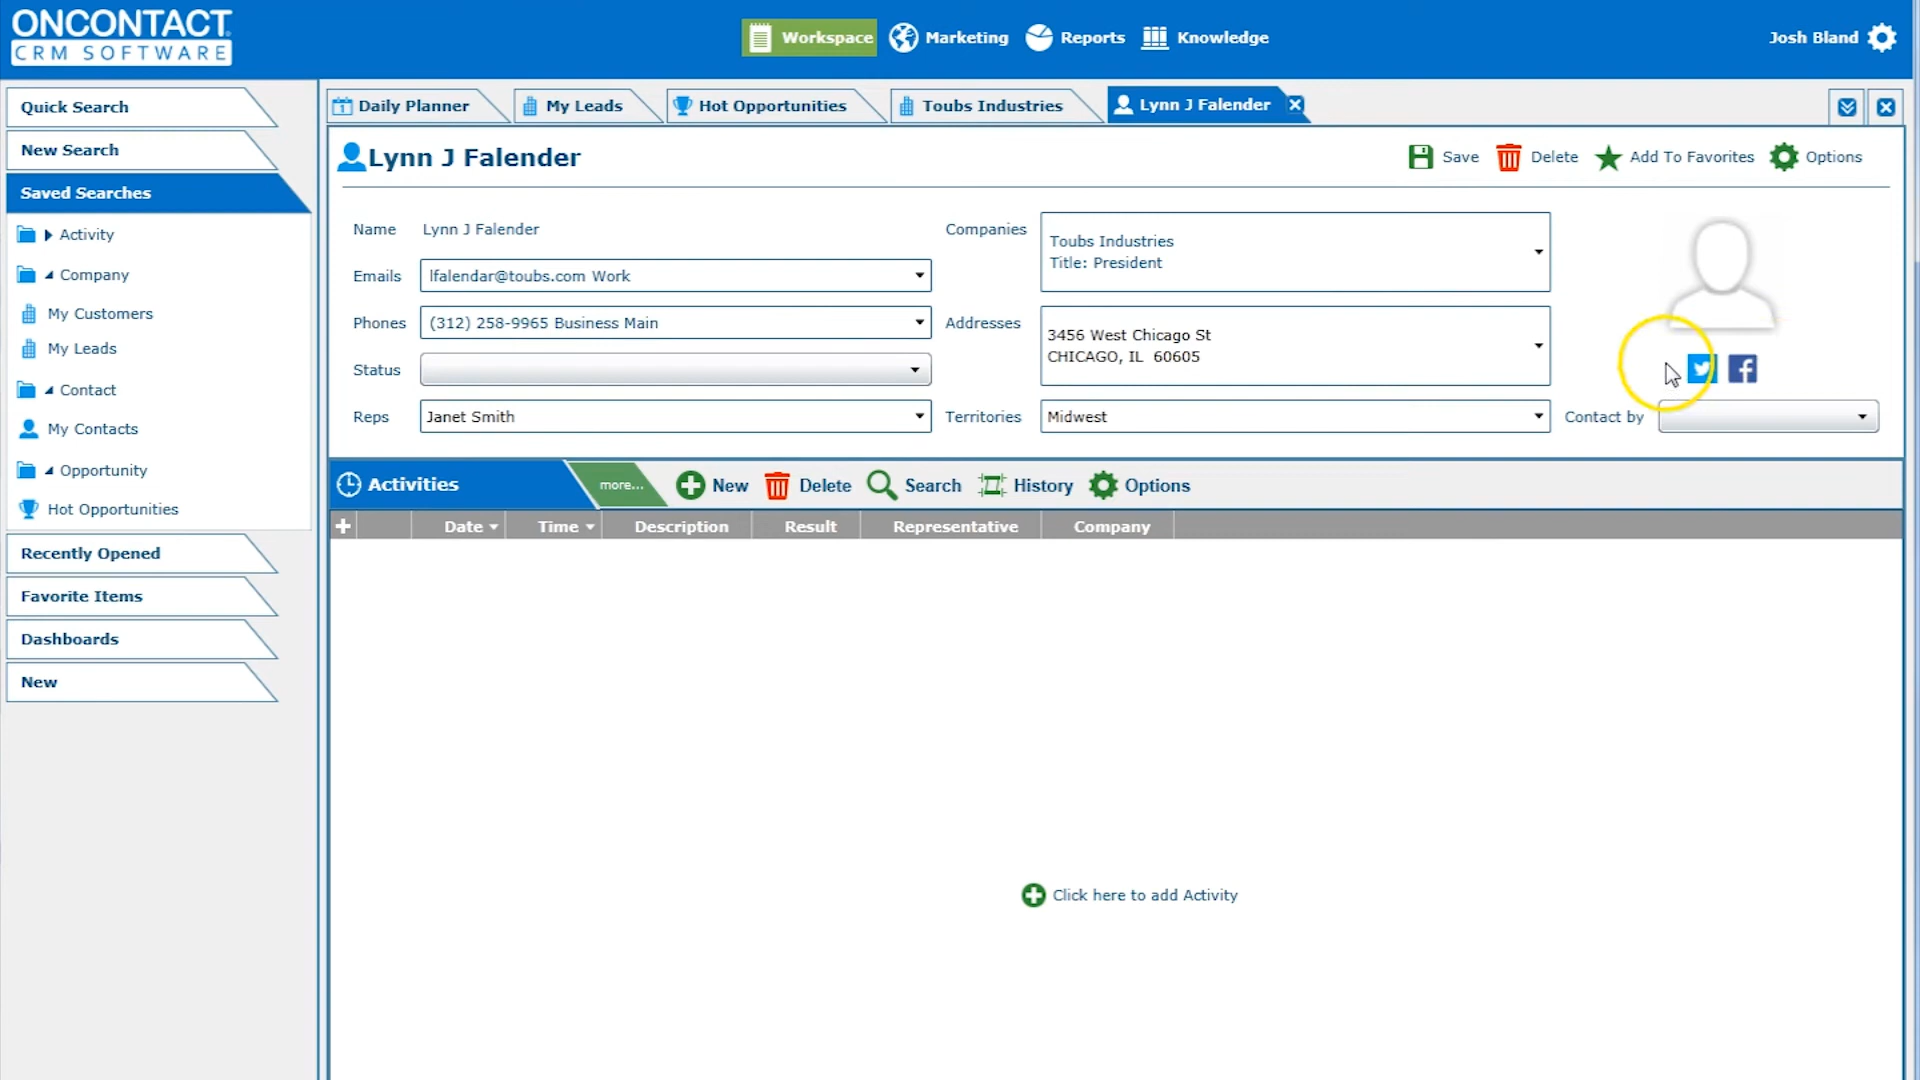 ONCONTACT
CRM SOFTWARE
Workspace
Marketing
Reports
Knowledge
Josh Bland
Quick Search
New Search
Saved Searches
Activity
Company
My Customers
My Leads
Contact
My Contacts
Opportunity
Hot Opportunities
Recently Opened
Favorite Items
Dashboards
New
1 Daily Planner
My Leads
Hot Opportunities
Toubs Industries
Lynn J Falender
Lynn J Falender
Save
Delete
Add To Favorites
Options
Name Lynn J Falender
Emails lfalendar@toubs.com Work
Phones (312) 258-9965 Business Main
Status
Reps Janet Smith
Companies Toubs Industries
Title: President
Addresses 3456 West Chicago St
CHICAGO, IL 60605
Territories Midwest
Contact by
Activities
more...
New
Delete
Search
History
Options
Date Time Description Result Representative Company
Click here to add Activity